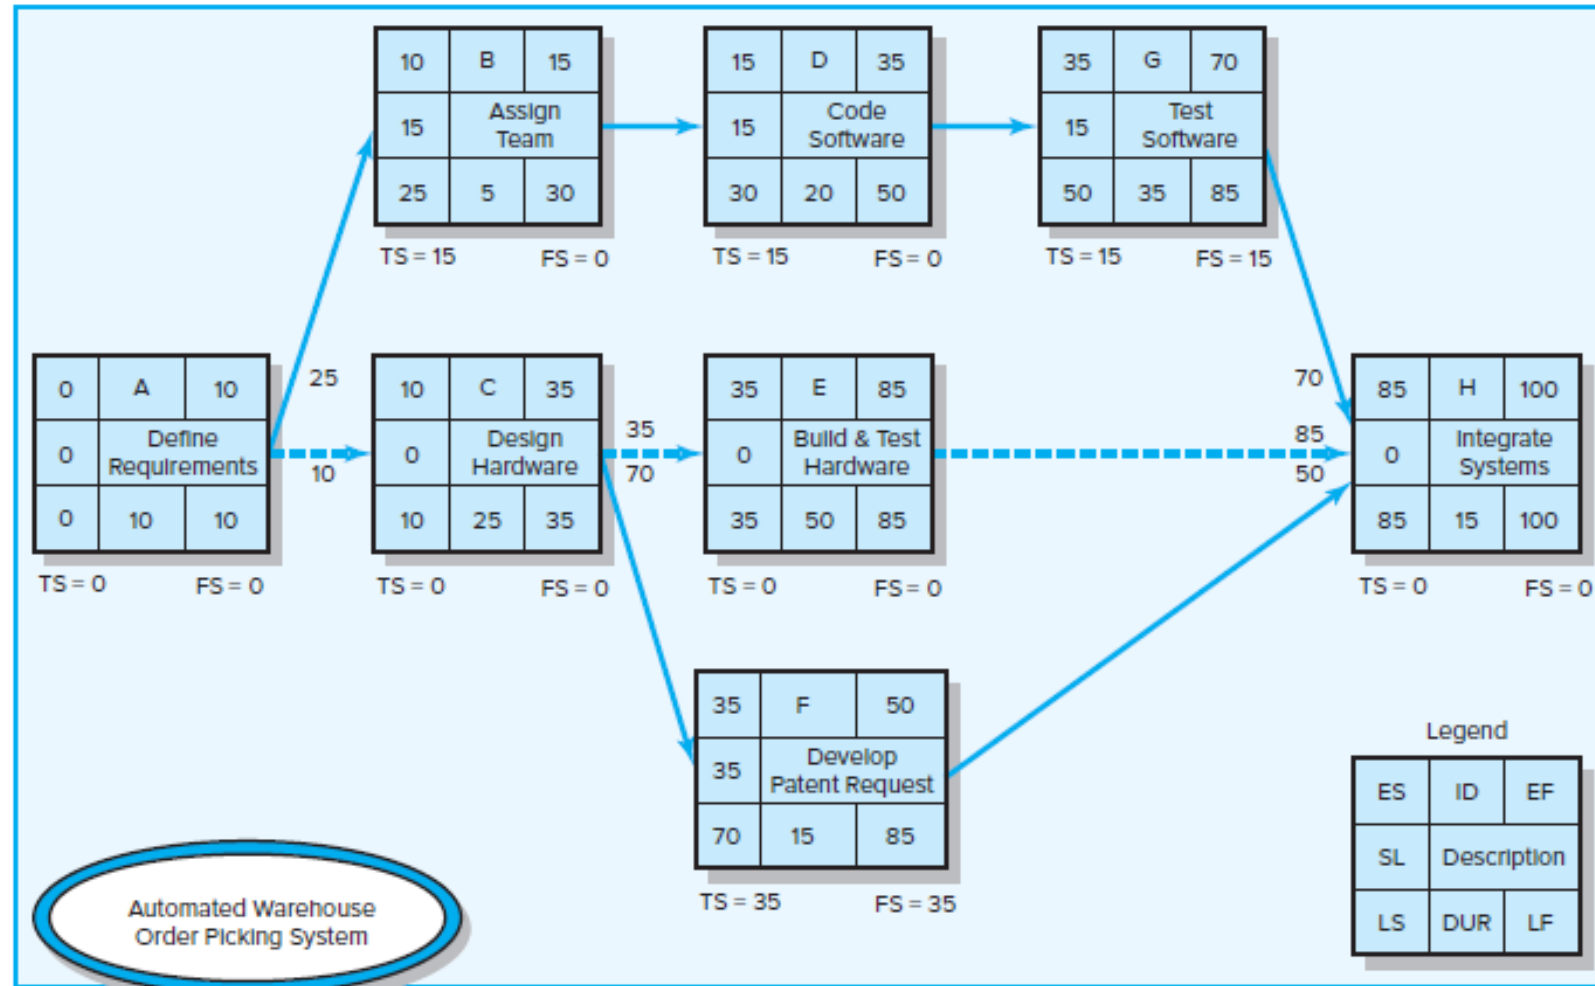 10 B 15
15 Assign
Team
25 5 30
TS = 15 FS = 0
15 D 35
15 Code
Software
30 20 50
TS = 15 FS = 0
35 G 70
15 Test
Software
50 35 85
TS = 15 FS = 15
0 A 10
0 Define
Requirements
0 10 10
TS = 0 FS = 0
25
10
10 C 35
0 Design
Hardware
10 25 35
TS = 0 FS = 0
35
70
35 E 85
0 Build & Test
Hardware
35 50 85
TS = 0 FS = 0
70
85
50
85 H 100
0 Integrate
Systems
85 15 100
TS = 0 FS = 0
35 F 50
35 Develop
Patent Request
70 15 85
TS = 35 FS = 35
Legend
ES ID EF
SL Description
LS DUR LF
Automated Warehouse
Order Picking System